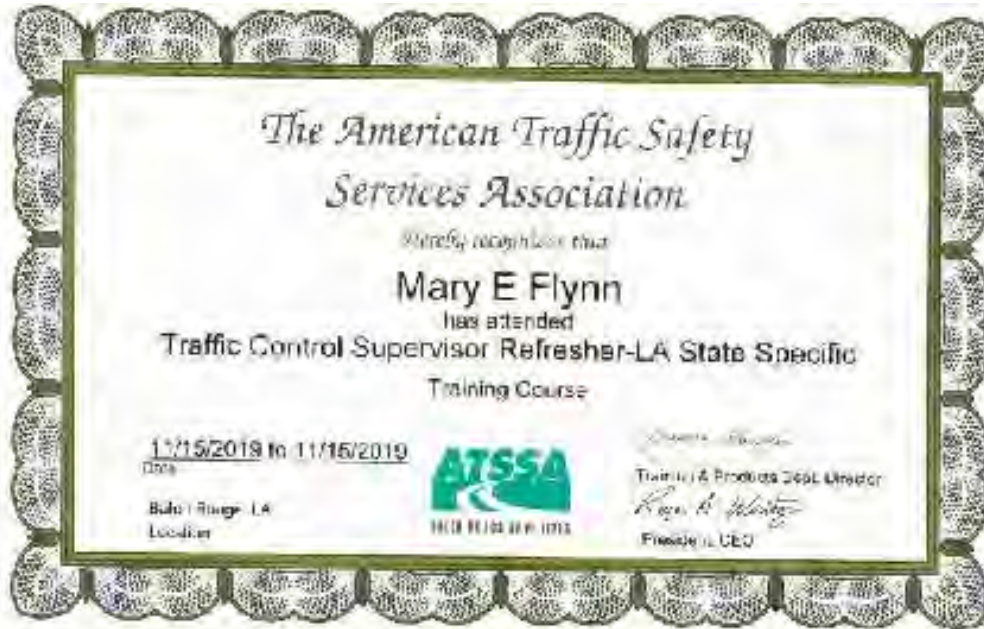 The American Traffic Safety
Services Association
Hereby recognizes that
Mary E Flynn
has attended
Traffic Control Supervisor Refresher-LA State Specific
Training Course
11/15/2019 to 11/15/2019
Date
Baton Rouge, LA
Location
ATSSA
Training & Products Dept. Director
President, CEO